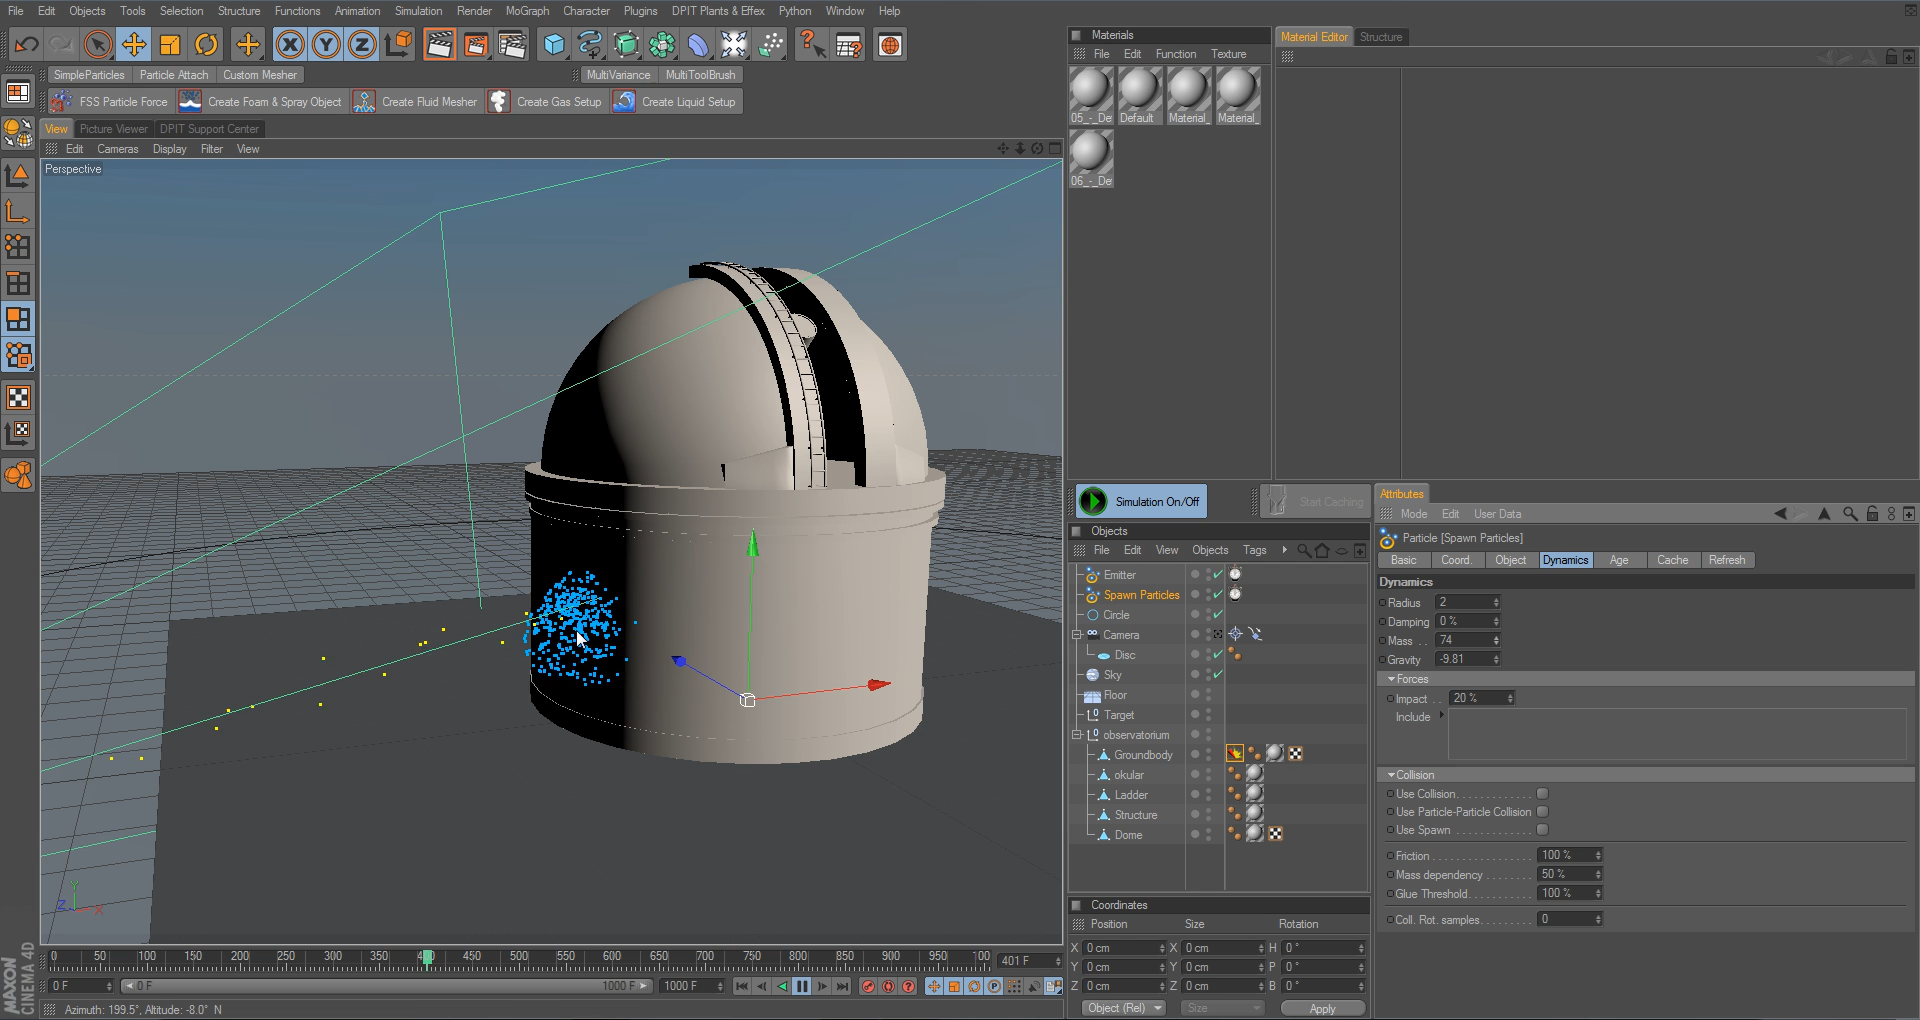 File Edit Objects Tools Selection Structure Functions Animation Simulation Render MoGraph Character Plugins DPIT Plants & Effex Python Window Help
SimpleParticles Particle Attach Custom Mesher MultiVariance MultiToolBrush
FSS Particle Force Create Foam & Spray Object Create Fluid Mesher Create Gas Setup Create Liquid Setup
View Picture Viewer DPIT Support Center
Edit Cameras Display Filter View
Perspective
Y
Z X
0 50 100 150 200 250 300 350 650 500 550 600 450 700 750 800 850 900 950
401 F
0 F 0 F 1000 F 1000 F
Azimuth: 199.5°, Altitude: -8.0° N
MAXON
CINEMA 4D
Materials
File Edit Function Texture
05_-_De Default Material_ Material_
06_-_De
Material Editor Structure
Simulation On/Off Start Caching
Objects
File Edit View Objects Tags
Emitter
Spawn Particles
Circle
Camera
Disc
Sky
Floor
Target
observatorium
Groundbody
okular
Ladder
Structure
Dome
Coordinates
Position Size Rotation
X 0 cm X 0 cm H 0 °
Y 0 cm Y 0 cm P 0 °
Z 0 cm Z 0 cm B 0 °
Object (Rel) Size Apply
Attributes
Mode Edit User Data
Particle [Spawn Particles]
Basic Coord. Object Dynamics Age Cache Refresh
Dynamics
Radius 2
Damping 0 %
Mass . . 74
Gravity -9.81
Forces
Impact . . 20 %
Include
Collision
Use Collision
Use Particle-Particle Collision
Use Spawn
Friction 100 %
Mass dependency 50 %
Glue Threshold 100 %
Coll. Rot. samples 0